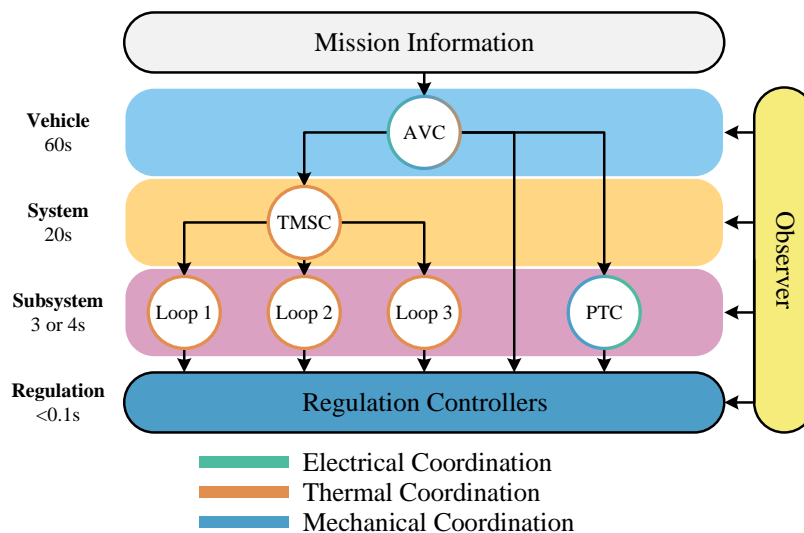 Mission Information
Vehicle
60s
AVC
System
20s
TMSC
Subsystem
3 or 4s
Loop 1
Loop 2
Loop 3
PTC
Regulation
<0.1s
Regulation Controllers
Observer
Electrical Coordination
Thermal Coordination
Mechanical Coordination